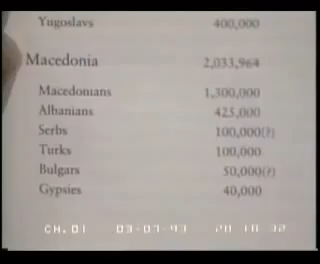 Yugoslavs 400,000
Macedonia 2,033,964
Macedonians 1,300,000
Albanians 425,000
Serbs 100,000(?)
Turks 100,000
Bulgars 50,000(?)
Gypsies 40,000
CH.01 03-07-93 20 18 32